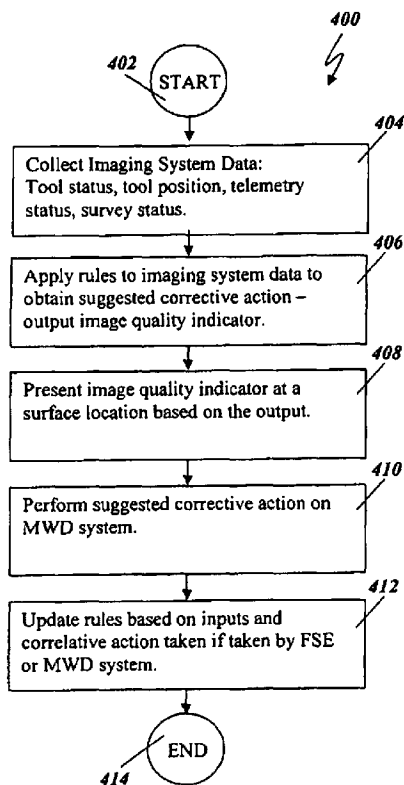 400
402
START
404
Collect Imaging System Data:
Tool status, tool position, telemetry
status, survey status.
406
Apply rules to imaging system data to
obtain suggested corrective action –
output image quality indicator.
408
Present image quality indicator at a
surface location based on the output.
410
Perform suggested corrective action on
MWD system.
412
Update rules based on inputs and
correlative action taken if taken by FSE
or MWD system.
END
414